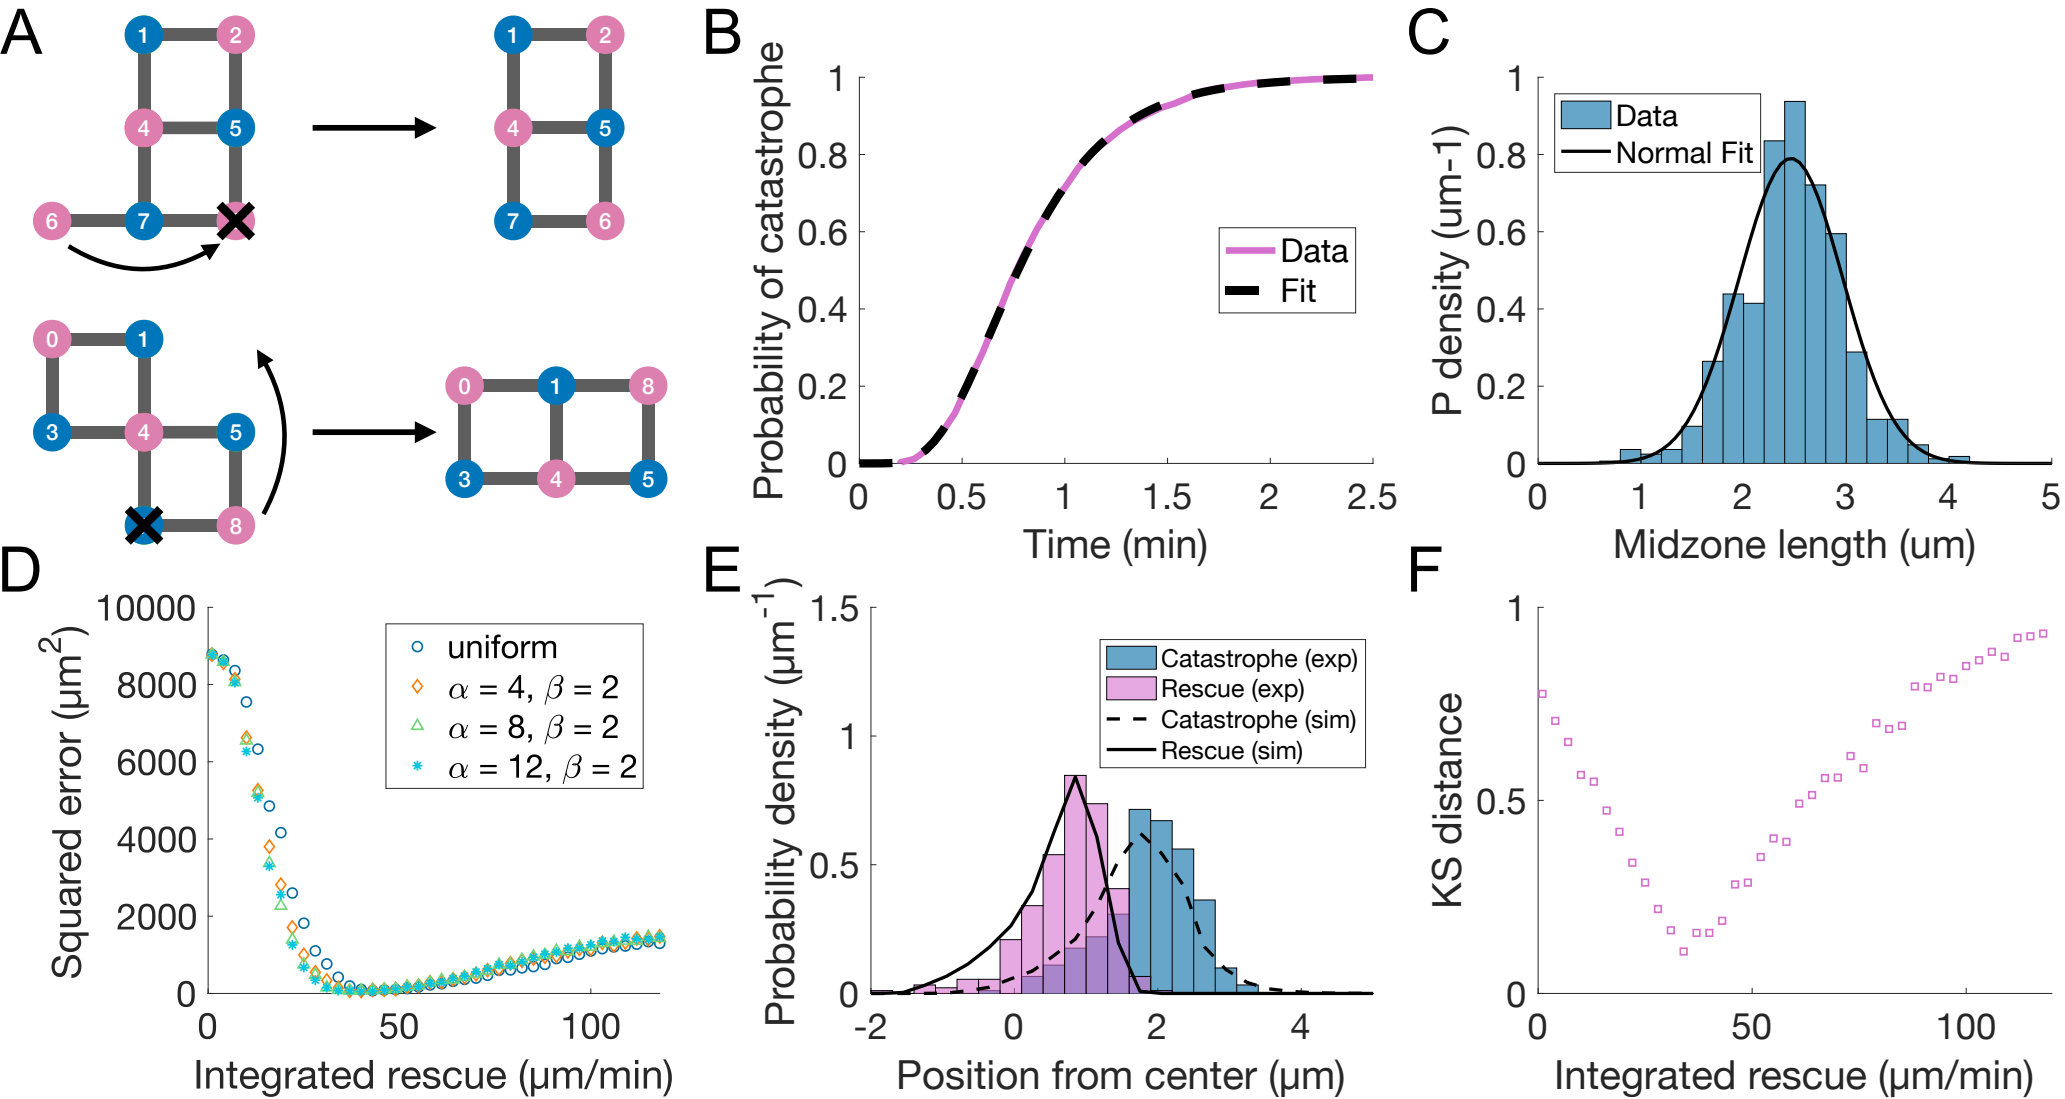 A
1 2
4 5
6 7
1 2
4 5
7 6
0 1
3 4 5
8
0 1 8
3 4 5
B
Probability of catastrophe
1
0.8
0.6
0.4
0.2
0
0 0.5 1 1.5 2 2.5
Time (min)
Data
Fit
C
P density (um-1)
1
0.8
0.6
0.4
0.2
0
0 1 2 3 4 5
Midzone length (um)
Data
Normal Fit
D
Squared error (µm²)
10000
8000
6000
4000
2000
0
0 50 100
Integrated rescue (µm/min)
uniform
α = 4, β = 2
α = 8, β = 2
α = 12, β = 2
E
Probability density (µm⁻¹)
1.5
1
0.5
0
-2 0 2 4
Position from center (µm)
Catastrophe (exp)
Rescue (exp)
Catastrophe (sim)
Rescue (sim)
F
KS distance
1
0.5
0
0 50 100
Integrated rescue (µm/min)